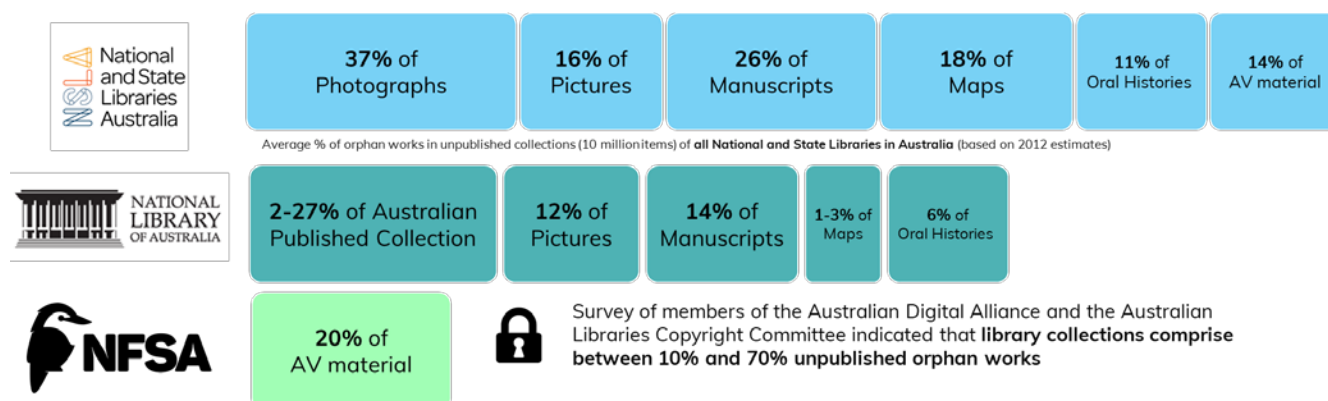 NSLA
National
and State
Libraries
Australia
37% of
Photographs
16% of
Pictures
26% of
Manuscripts
18% of
Maps
11% of
Oral Histories
14% of
AV material
Average % of orphan works in unpublished collections (10 million items) of all National and State Libraries in Australia (based on 2012 estimates)
NATIONAL
LIBRARY
OF AUSTRALIA
2-27% of Australian
Published Collection
12% of
Pictures
14% of
Manuscripts
1-3% of
Maps
6% of
Oral Histories
NFSA
20% of
AV material
Survey of members of the Australian Digital Alliance and the Australian
Libraries Copyright Committee indicated that library collections comprise
between 10% and 70% unpublished orphan works